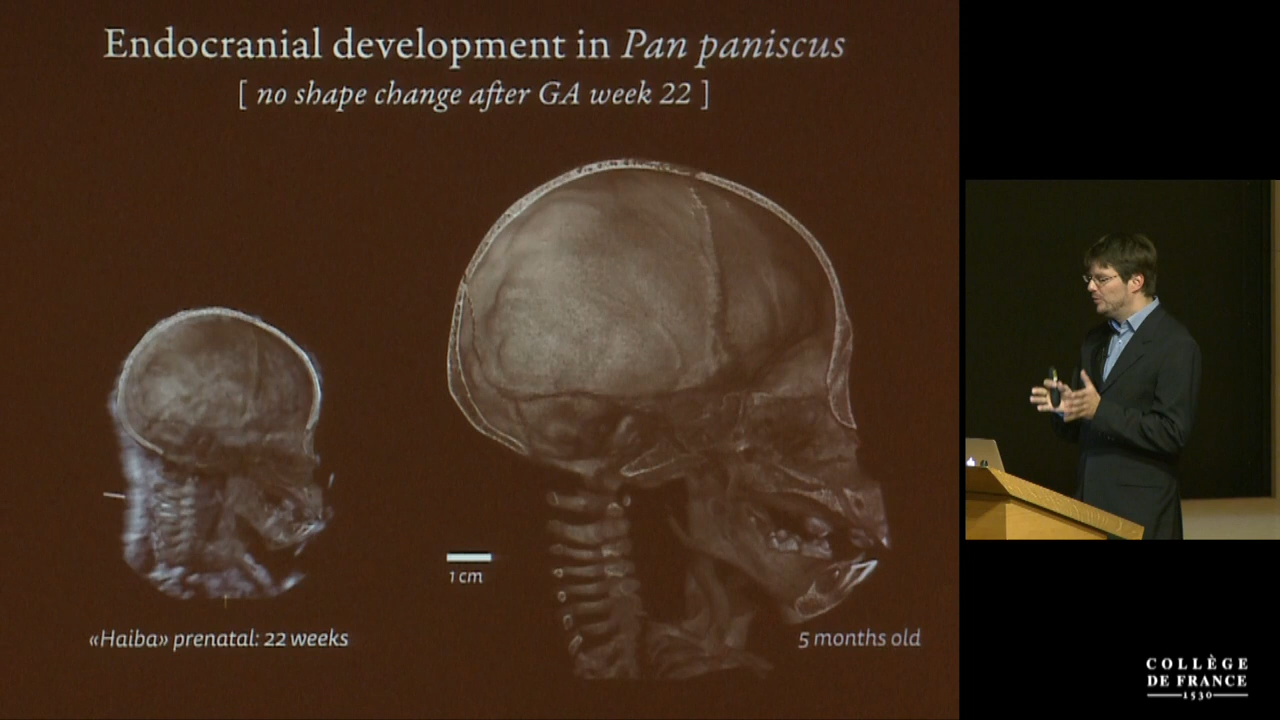 Endocranial development in Pan paniscus
[ no shape change after GA week 22 ]
1 cm
«Haiba» prenatal: 22 weeks
5 months old
COLLÈGE
DE FRANCE
1530